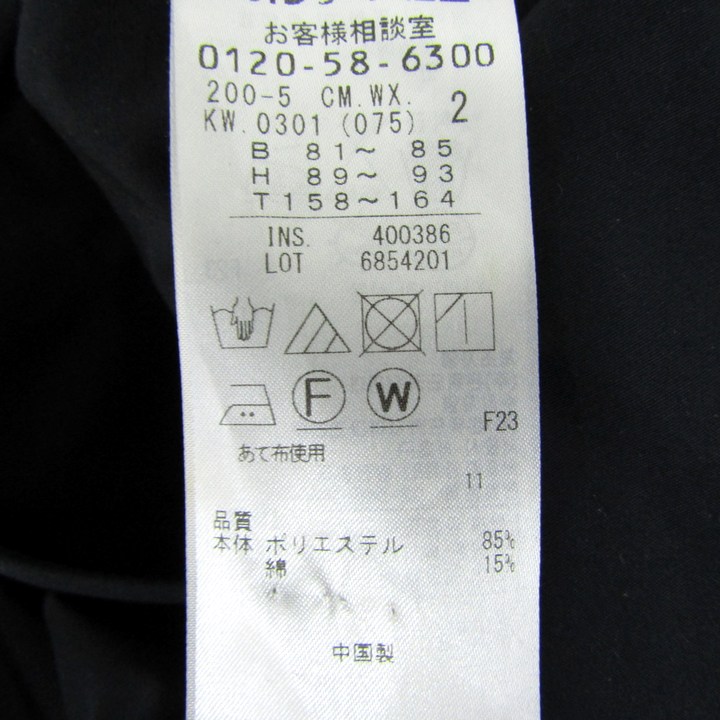 お客様相談室
0120-58-6300
200-5 CM.WX.
KW.0301 (075) 2
B 81〜 85
H 89〜 93
T158〜164
INS. 400386
LOT 6854201
F W
F23
あて布使用
11
品質
本体 ポリエステル 85%
綿 15%
中国製